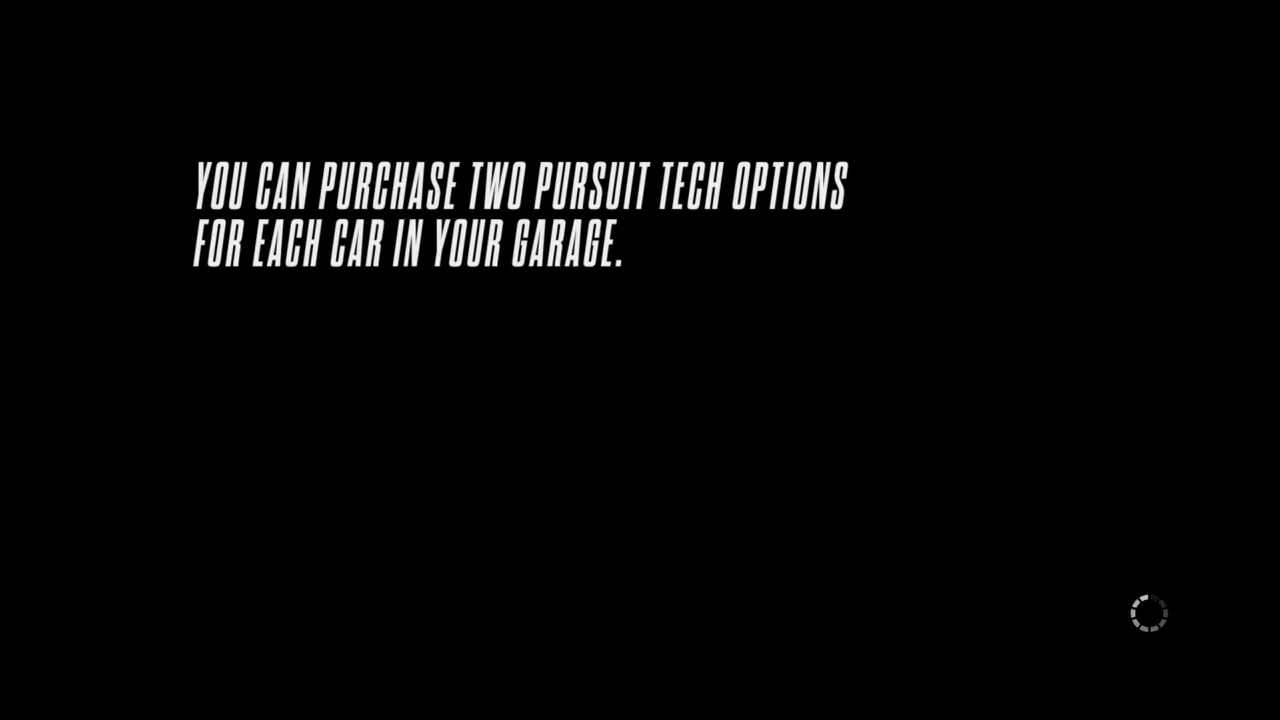 YOU CAN PURCHASE TWO PURSUIT TECH OPTIONS
FOR EACH CAR IN YOUR GARAGE.